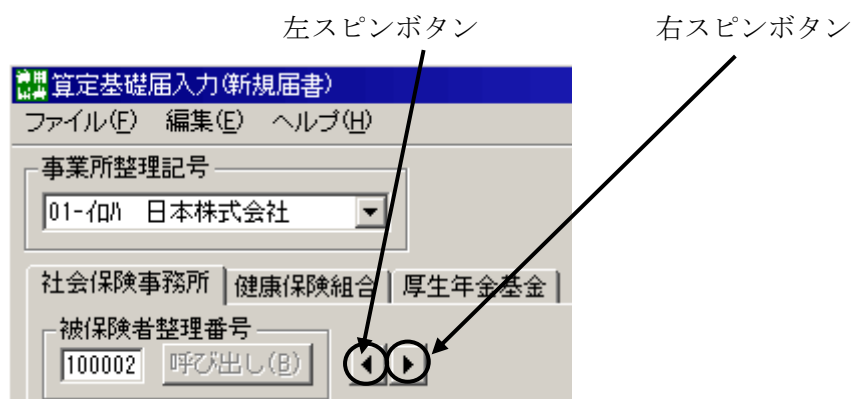 左スピンボタン 右スピンボタン
算定基礎届入力(新規届書)
ファイル(F) 編集(E) ヘルプ(H)
事業所整理記号
01-ｲﾛﾊ 日本株式会社
社会保険事務所 健康保険組合 厚生年金基金
被保険者整理番号
100002 呼び出し(B)